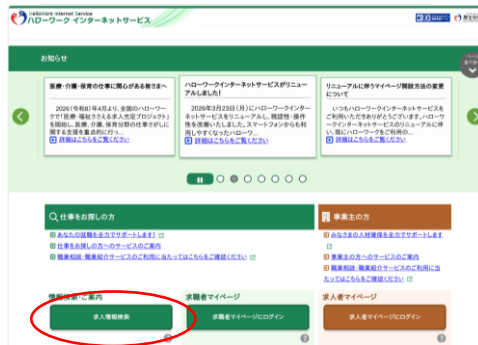 HelloWork Internet Service
ハローワーク インターネットサービス
お知らせ
医療・介護・保育の仕事に関心がある皆さまへ
2026(令和8)年4月より、全国のハローワー
クで「医療・福祉ささえる求人充足プロジェクト」
を開始し、医療、介護、保育分野の仕事さがしに
関する支援を重点的に行っ...
詳細はこちらをご覧ください
ハローワークインターネットサービスがリニュー
アルしました!
2026年3月23日(月)にハローワークインター
ネットサービスをリニューアルし、視認性・操作
性を改善いたしました。スマートフォンからも利
用しやすくなったハローワ...
詳細はこちらをご覧ください
リニューアルに伴うマイページ開設方法の変更
について
いつもハローワークインターネットサービスを
ご利用いただきありがとうございます。ハローワ
ークインターネットサービスのリニューアルに伴
い、既にハローワークをご利用の...
詳細はこちらをご覧ください
仕事をお探しの方
あなたの就職を全力でサポートします!
仕事をお探しの方へのサービスのご案内
職業相談・職業紹介サービスのご利用に当たってはこちらをご確認ください
事業主の方
みなさまの人材確保を全力でサポートします
事業主の方へのサービスのご案内
職業相談・職業紹介サービスのご利用に当
たってはこちらをご確認ください
情報検索・ご案内
求人情報検索
求職者マイページ
求職者マイページにログイン
求人者マイページ
求人者マイページにログイン